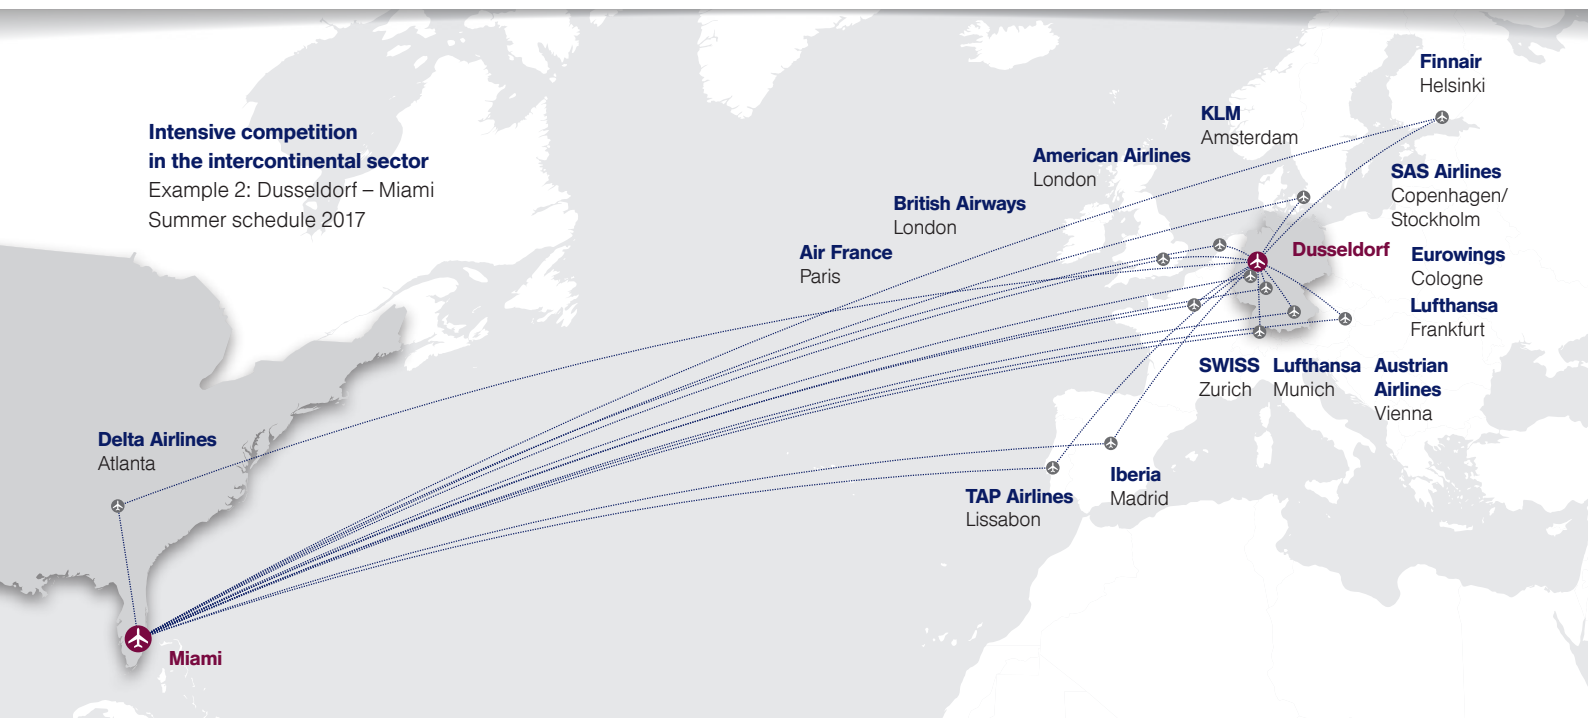 Intensive competition
in the intercontinental sector
Example 2: Dusseldorf – Miami
Summer schedule 2017
Finnair
Helsinki
KLM
Amsterdam
American Airlines
London
SAS Airlines
Copenhagen/
Stockholm
British Airways
London
Air France
Paris
Dusseldorf
Eurowings
Cologne
Lufthansa
Frankfurt
SWISS
Zurich
Lufthansa
Munich
Austrian
Airlines
Vienna
Delta Airlines
Atlanta
Iberia
Madrid
TAP Airlines
Lissabon
Miami